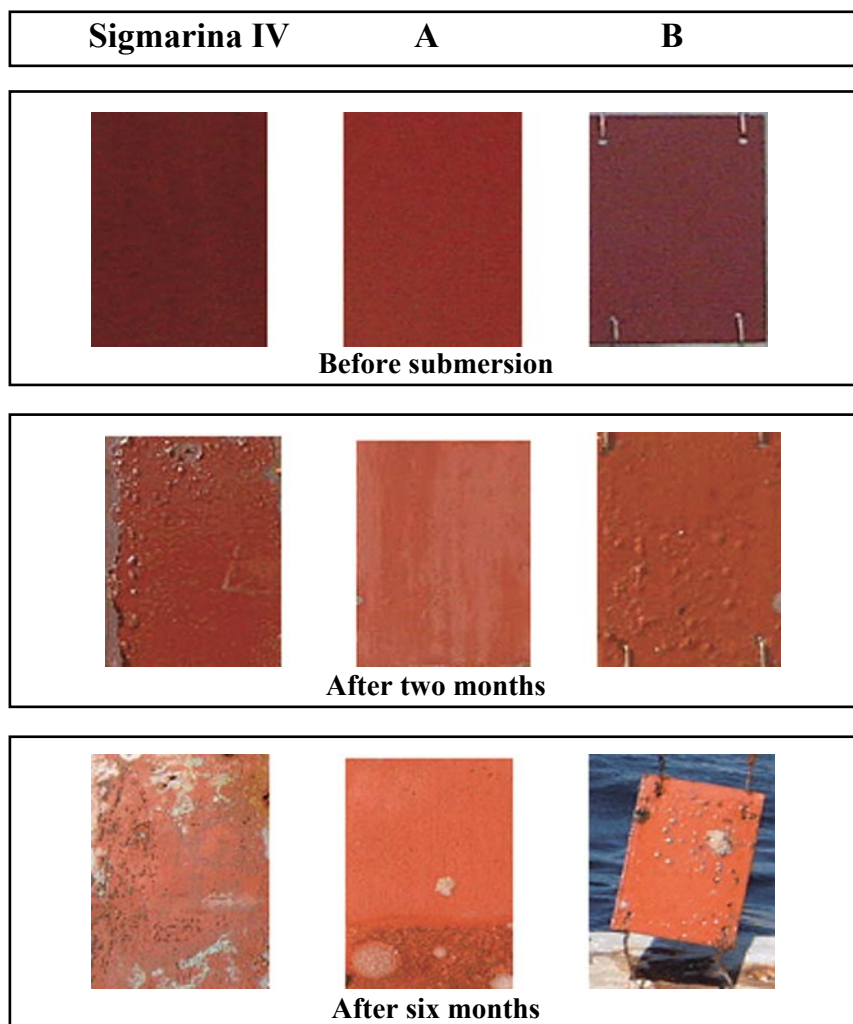 Sigmarina IV A B
Before submersion
After two months
After six months